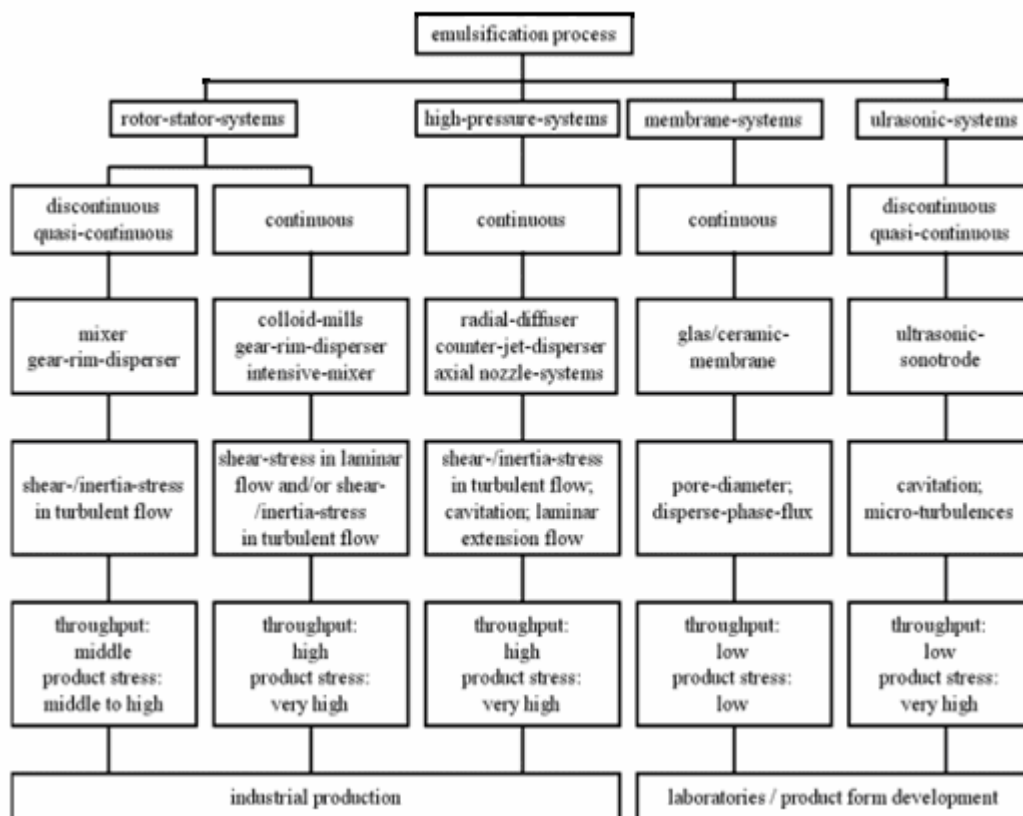 emulsification process
rotor-stator-systems
high-pressure-systems
membrane-systems
ulrasonic-systems
discontinuous
quasi-continuous
continuous
continuous
continuous
discontinuous
quasi-continuous
mixer
gear-rim-disperser
colloid-mills
gear-rim-disperser
intensive-mixer
radial-diffuser
counter-jet-disperser
axial nozzle-systems
glas/ceramic-
membrane
ultrasonic-
sonotrode
shear-/inertia-stress
in turbulent flow
shear-stress in laminar
flow and/or shear-
/inertia-stress
in turbulent flow
shear-/inertia-stress
in turbulent flow;
cavitation; laminar
extension flow
pore-diameter;
disperse-phase-flux
cavitation;
micro-turbulences
throughput:
middle
product stress:
middle to high
throughput:
high
product stress:
very high
throughput:
high
product stress:
very high
throughput:
low
product stress:
low
throughput:
low
product stress:
very high
industrial production
laboratories / product form development